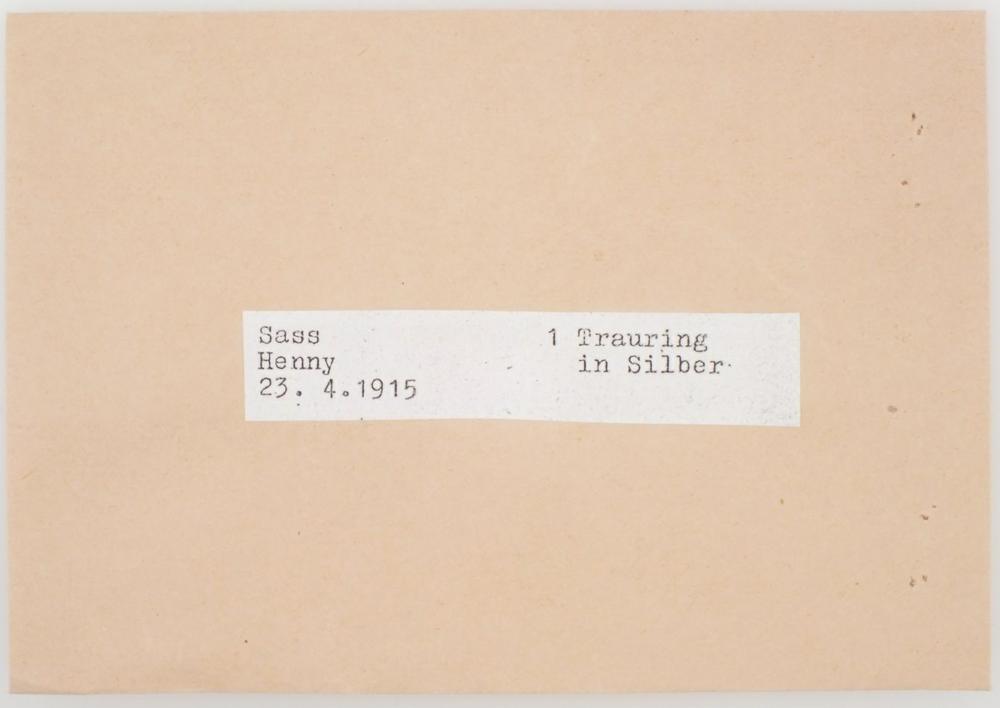 Sass
Henny
23. 4.1915
1 Trauring
in Silber